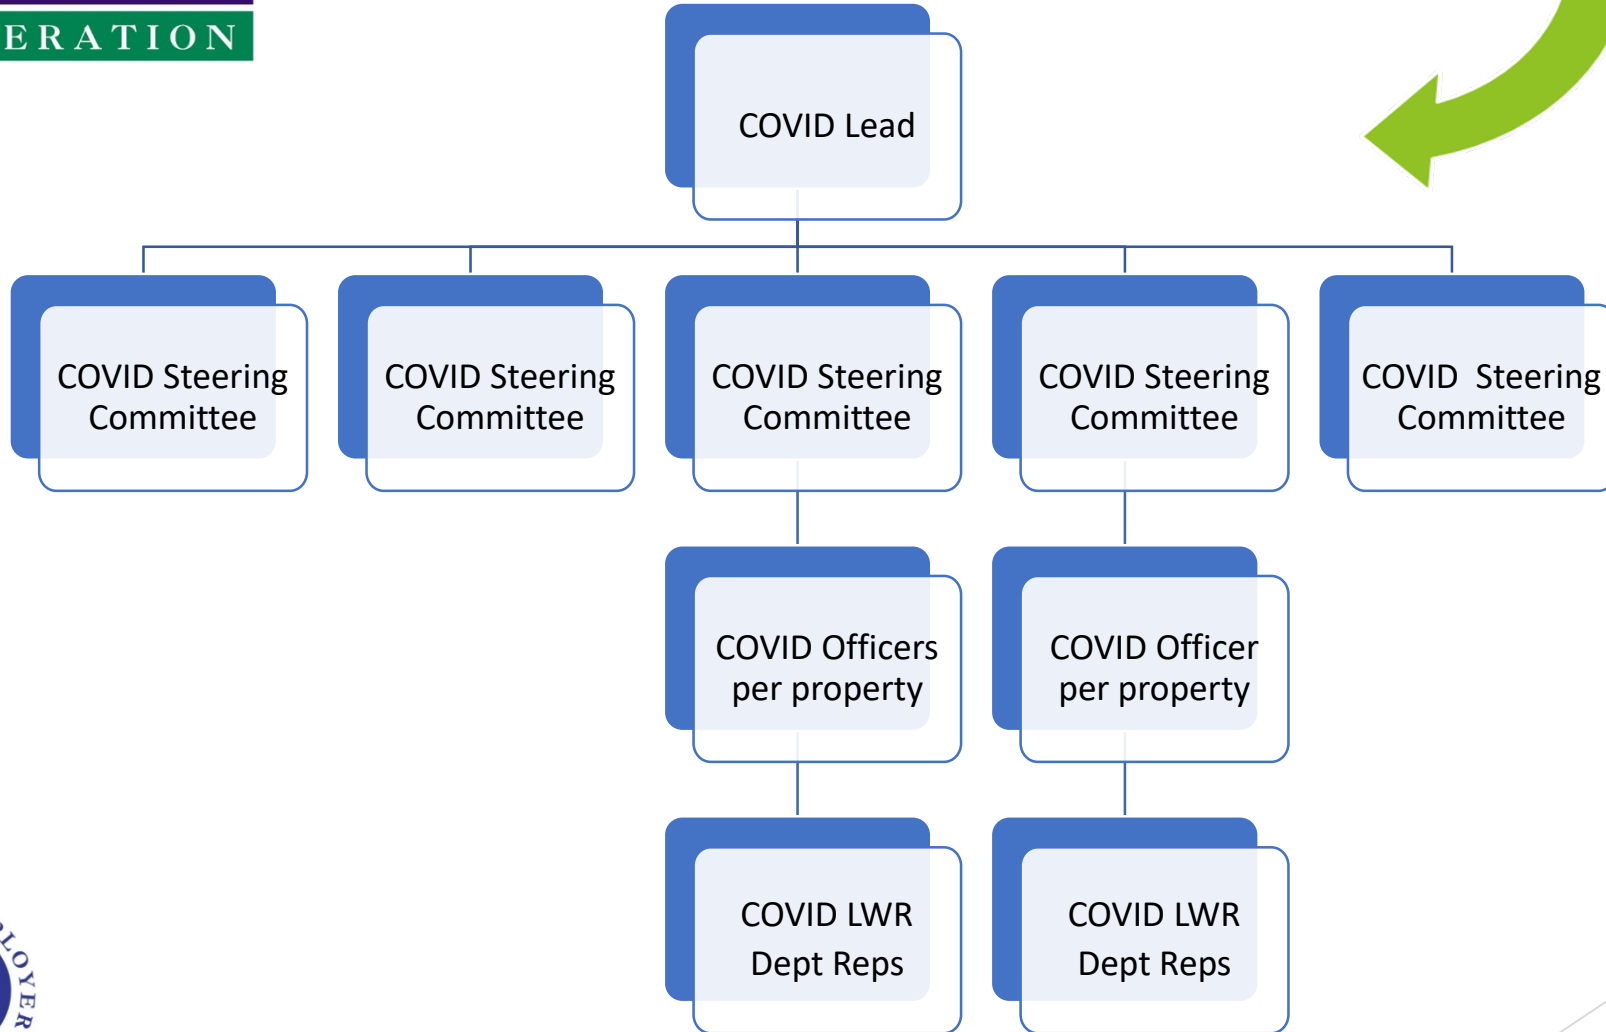 ERATION
COVID Lead
COVID Steering
Committee
COVID Steering
Committee
COVID Steering
Committee
COVID Steering
Committee
COVID  Steering
Committee
COVID Officers
per property
COVID Officer
per property
COVID LWR
Dept Reps
COVID LWR
Dept Reps
LOYER